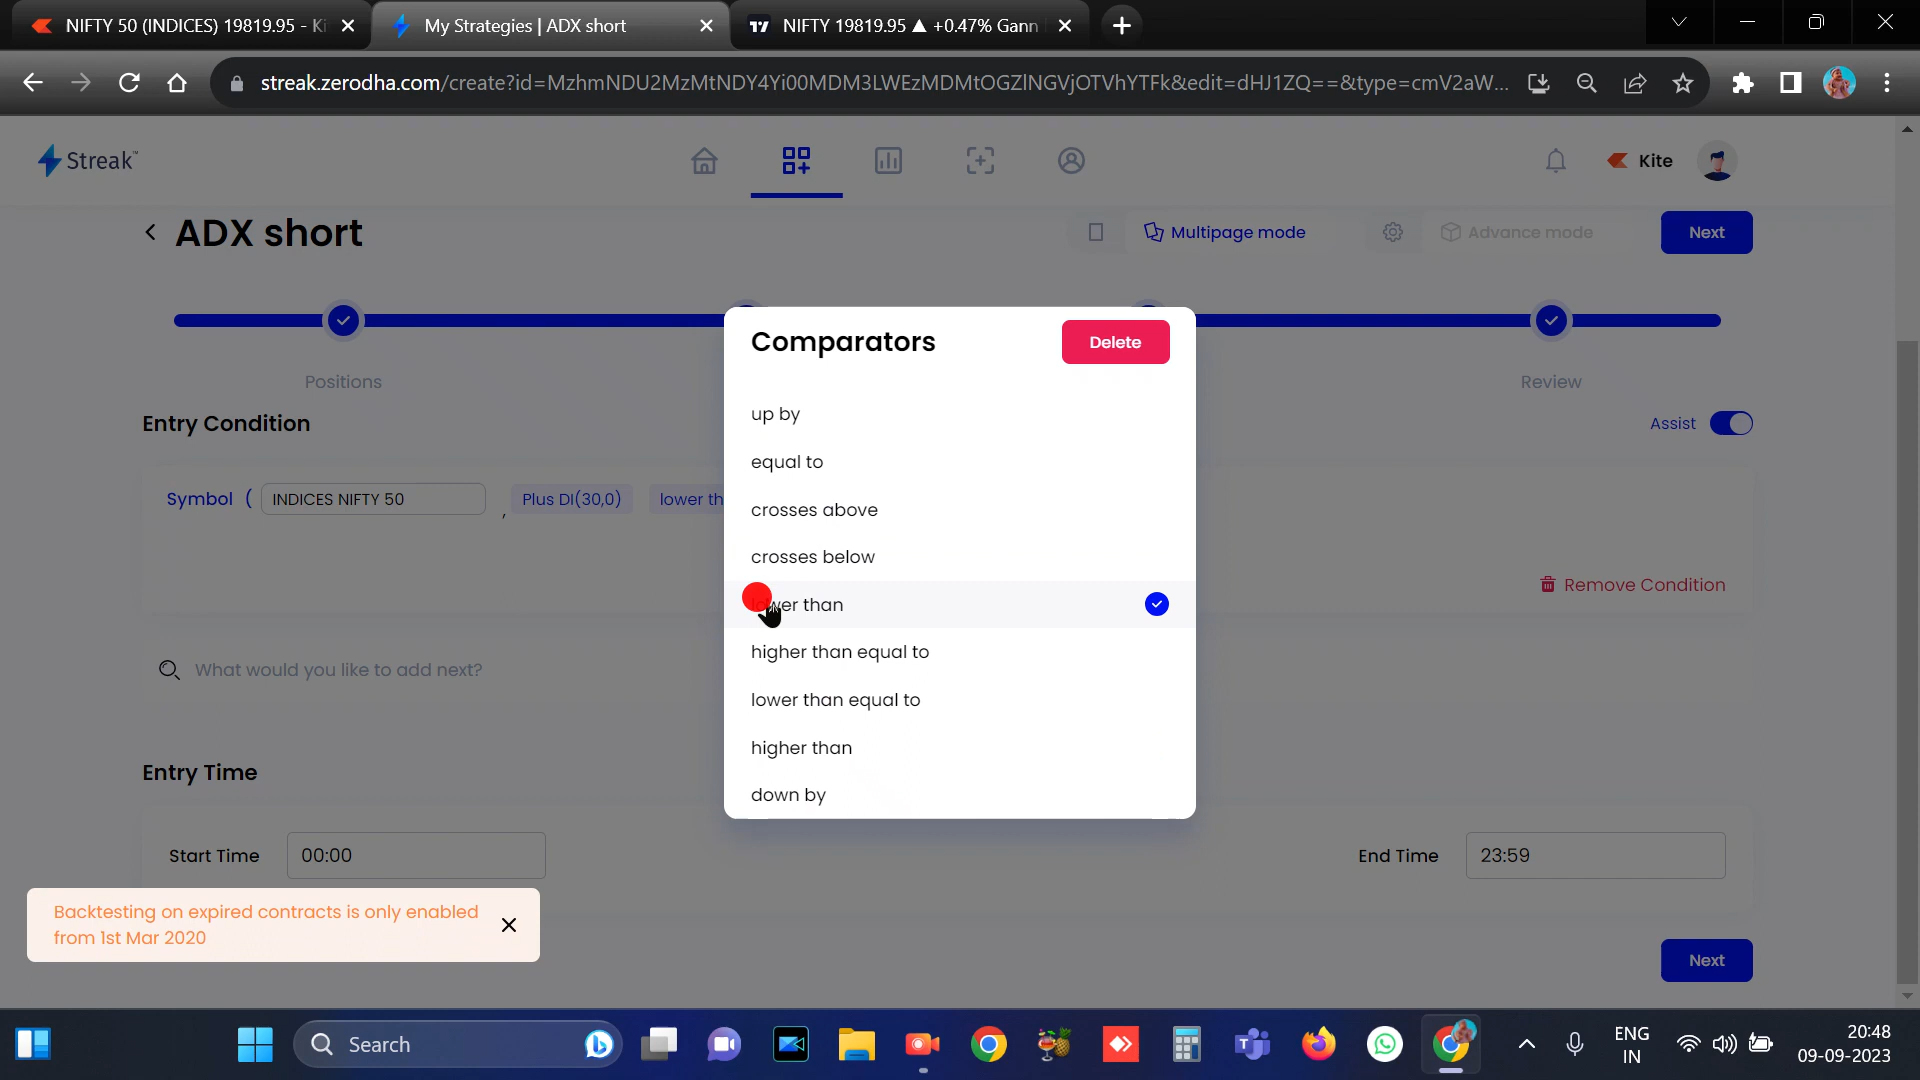 NIFTY 50 (INDICES) 19819.95 - Ki
My Strategies | ADX short
NIFTY 19819.95 ▲ +0.47% Gann
streak.zerodha.com/create?id=MzhmNDU2MzMtNDY4Yi00MDM3LWEzMDMtOGZlNGVjOTVhYTFk&edit=dHJ1ZQ==&type=cmV2aW...
Streak™
Kite
ADX short
Multipage mode
Advance mode
Next
Positions
Review
Comparators
Delete
up by
equal to
crosses above
crosses below
lower than
higher than equal to
lower than equal to
higher than
down by
Entry Condition
Assist
Symbol ( INDICES NIFTY 50 , Plus DI(30,0) lower th
Remove Condition
What would you like to add next?
Entry Time
Start Time 00:00
End Time 23:59
Backtesting on expired contracts is only enabled
from 1st Mar 2020
Next
Search
ENG
IN
20:48
09-09-2023